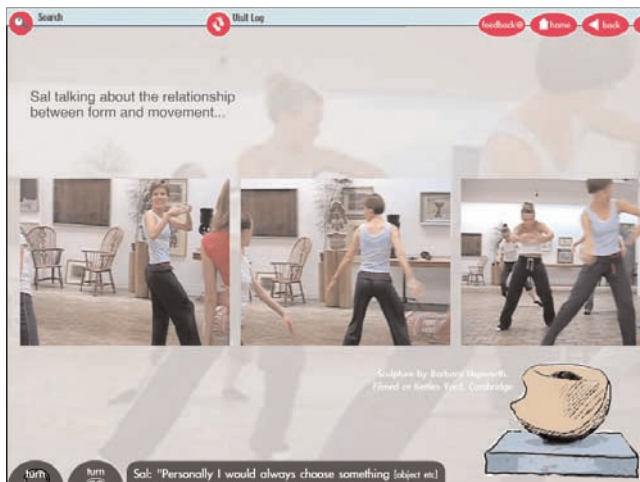 Search
Visit Log
feedback@
home
back
Sal talking about the relationship
between form and movement...
Sculpture by Barbara Hepworth.
Filmed at Kettles Yard, Cambridge
turn
turn
Sal: "Personally I would always choose something [object etc]